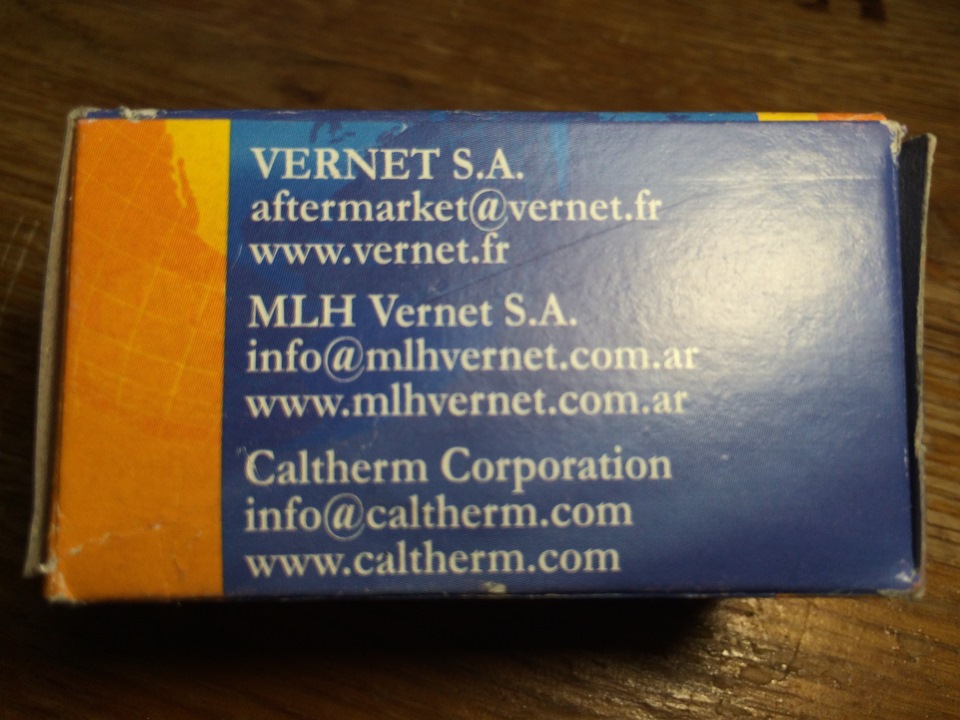 VERNET S.A.
aftermarket@vernet.fr
www.vernet.fr
MLH Vernet S.A.
info@mlhvernet.com.ar
www.mlhvernet.com.ar
Caltherm Corporation
info@caltherm.com
www.caltherm.com